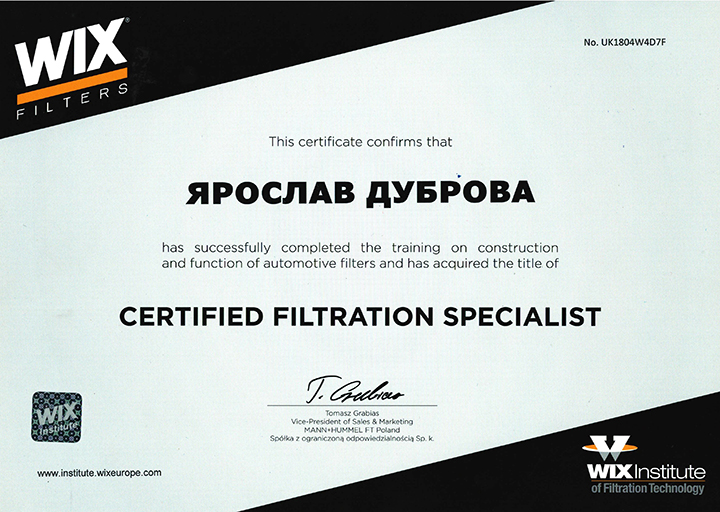 WIX®
FILTERS
No. UK1804W4D7F
This certificate confirms that
ЯРОСЛАВ ДУБРОВА
has successfully completed the training on construction
and function of automotive filters and has acquired the title of
CERTIFIED FILTRATION SPECIALIST
T. Grabias
Tomasz Grabias
Vice-President of Sales & Marketing
MANN+HUMMEL FT Poland
Spółka z ograniczoną odpowiedzialnością Sp. k.
WIX
Institute
www.institute.wixeurope.com
WIXInstitute
of Filtration Technology